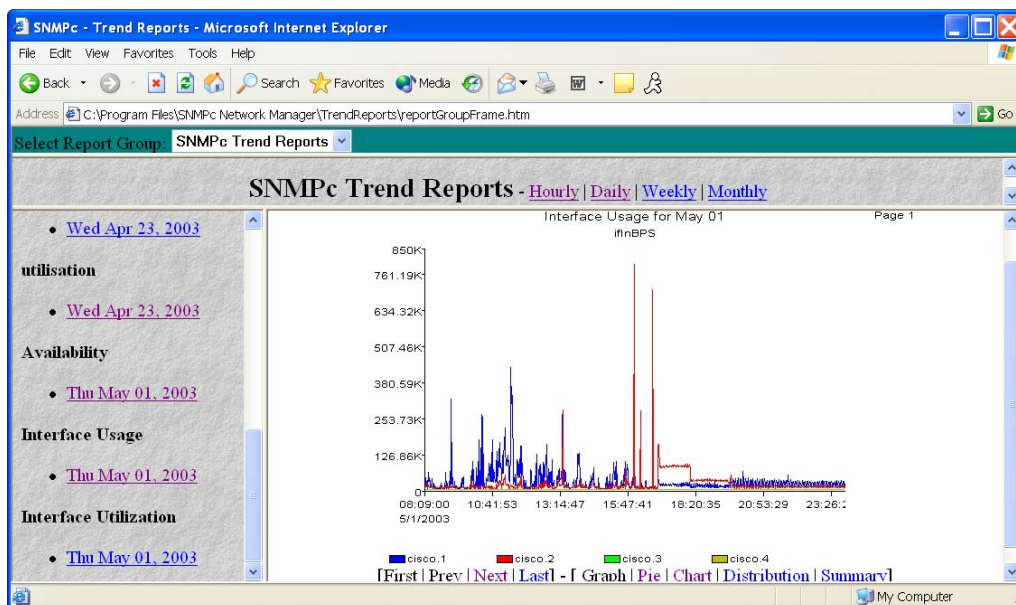 SNMPc - Trend Reports - Microsoft Internet Explorer
File Edit View Favorites Tools Help
Back Search Favorites Media
Address C:\Program Files\SNMPc Network Manager\TrendReports\reportGroupFrame.htm Go
Select Report Group: SNMPc Trend Reports
SNMPc Trend Reports - Hourly | Daily | Weekly | Monthly
Wed Apr 23, 2003
utilisation
Wed Apr 23, 2003
Availability
Thu May 01, 2003
Interface Usage
Thu May 01, 2003
Interface Utilization
Thu May 01, 2003
Interface Usage for May 01 Page 1
ifInBPS
850K
761.19K
634.32K
507.46K
380.59K
253.73K
126.86K
0
08:09:00 10:41:53 13:14:47 15:47:41 18:20:35 20:53:29 23:26:2
5/1/2003
cisco.1 cisco.2 cisco.3 cisco.4
[First | Prev | Next | Last] - [ Graph | Pie | Chart | Distribution | Summary]
My Computer